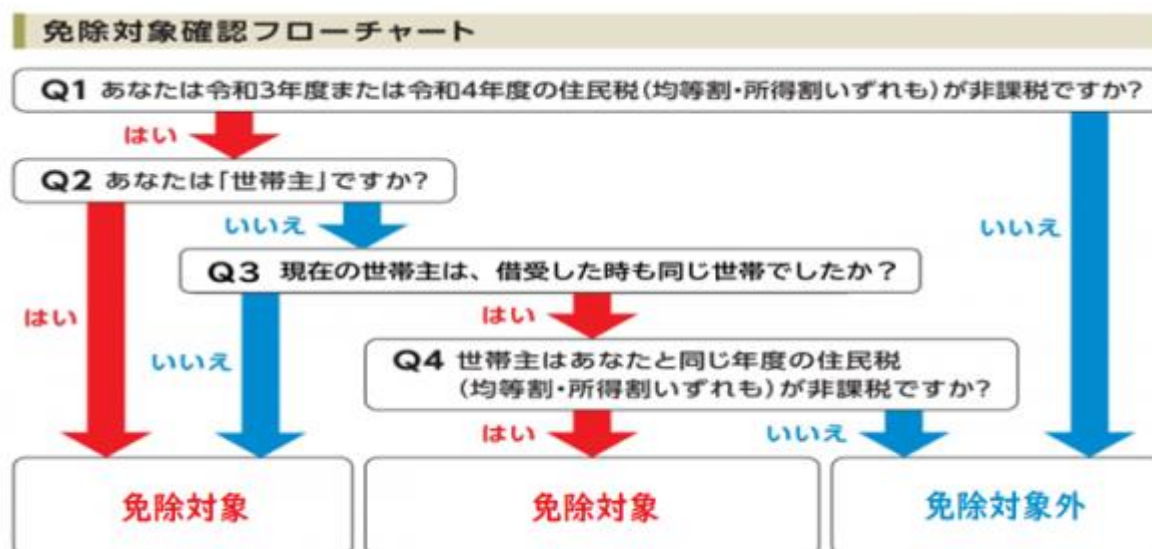 免除対象確認フローチャート
Q1 あなたは令和3年度または令和4年度の住民税(均等割・所得割いずれも)が非課税ですか?
はい
Q2 あなたは「世帯主」ですか?
いいえ
いいえ
Q3 現在の世帯主は、借受した時も同じ世帯でしたか?
はい
はい
いいえ
Q4 世帯主はあなたと同じ年度の住民税
(均等割・所得割いずれも)が非課税ですか?
はい
いいえ
免除対象
免除対象
免除対象外